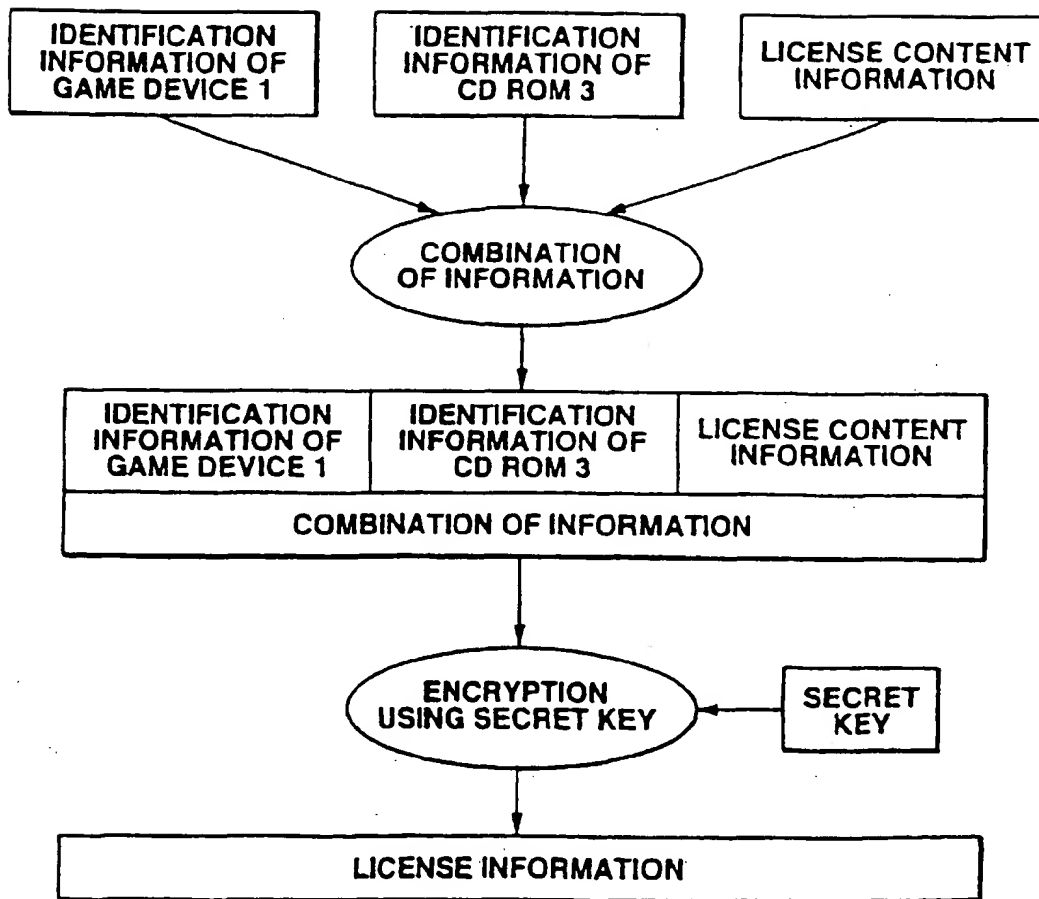 IDENTIFICATION
INFORMATION OF
GAME DEVICE 1
IDENTIFICATION
INFORMATION OF
CD ROM 3
LICENSE CONTENT
INFORMATION
COMBINATION
OF INFORMATION
IDENTIFICATION
INFORMATION OF
GAME DEVICE 1
IDENTIFICATION
INFORMATION OF
CD ROM 3
LICENSE CONTENT
INFORMATION
COMBINATION OF INFORMATION
ENCRYPTION
USING SECRET KEY
SECRET
KEY
LICENSE INFORMATION